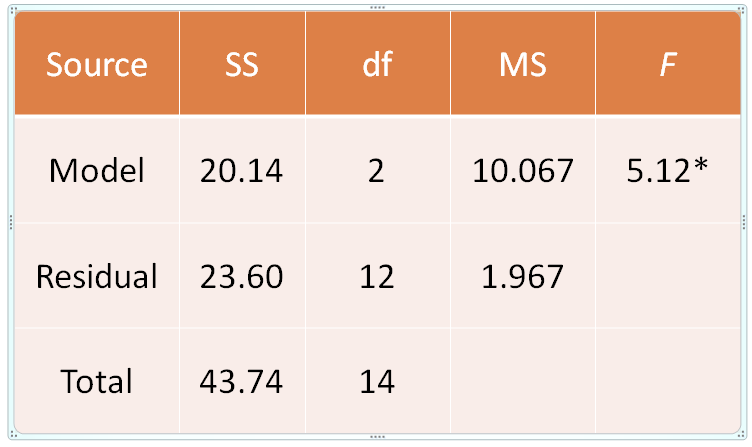 Source SS df MS F
Model 20.14 2 10.067 5.12*
Residual 23.60 12 1.967
Total 43.74 14